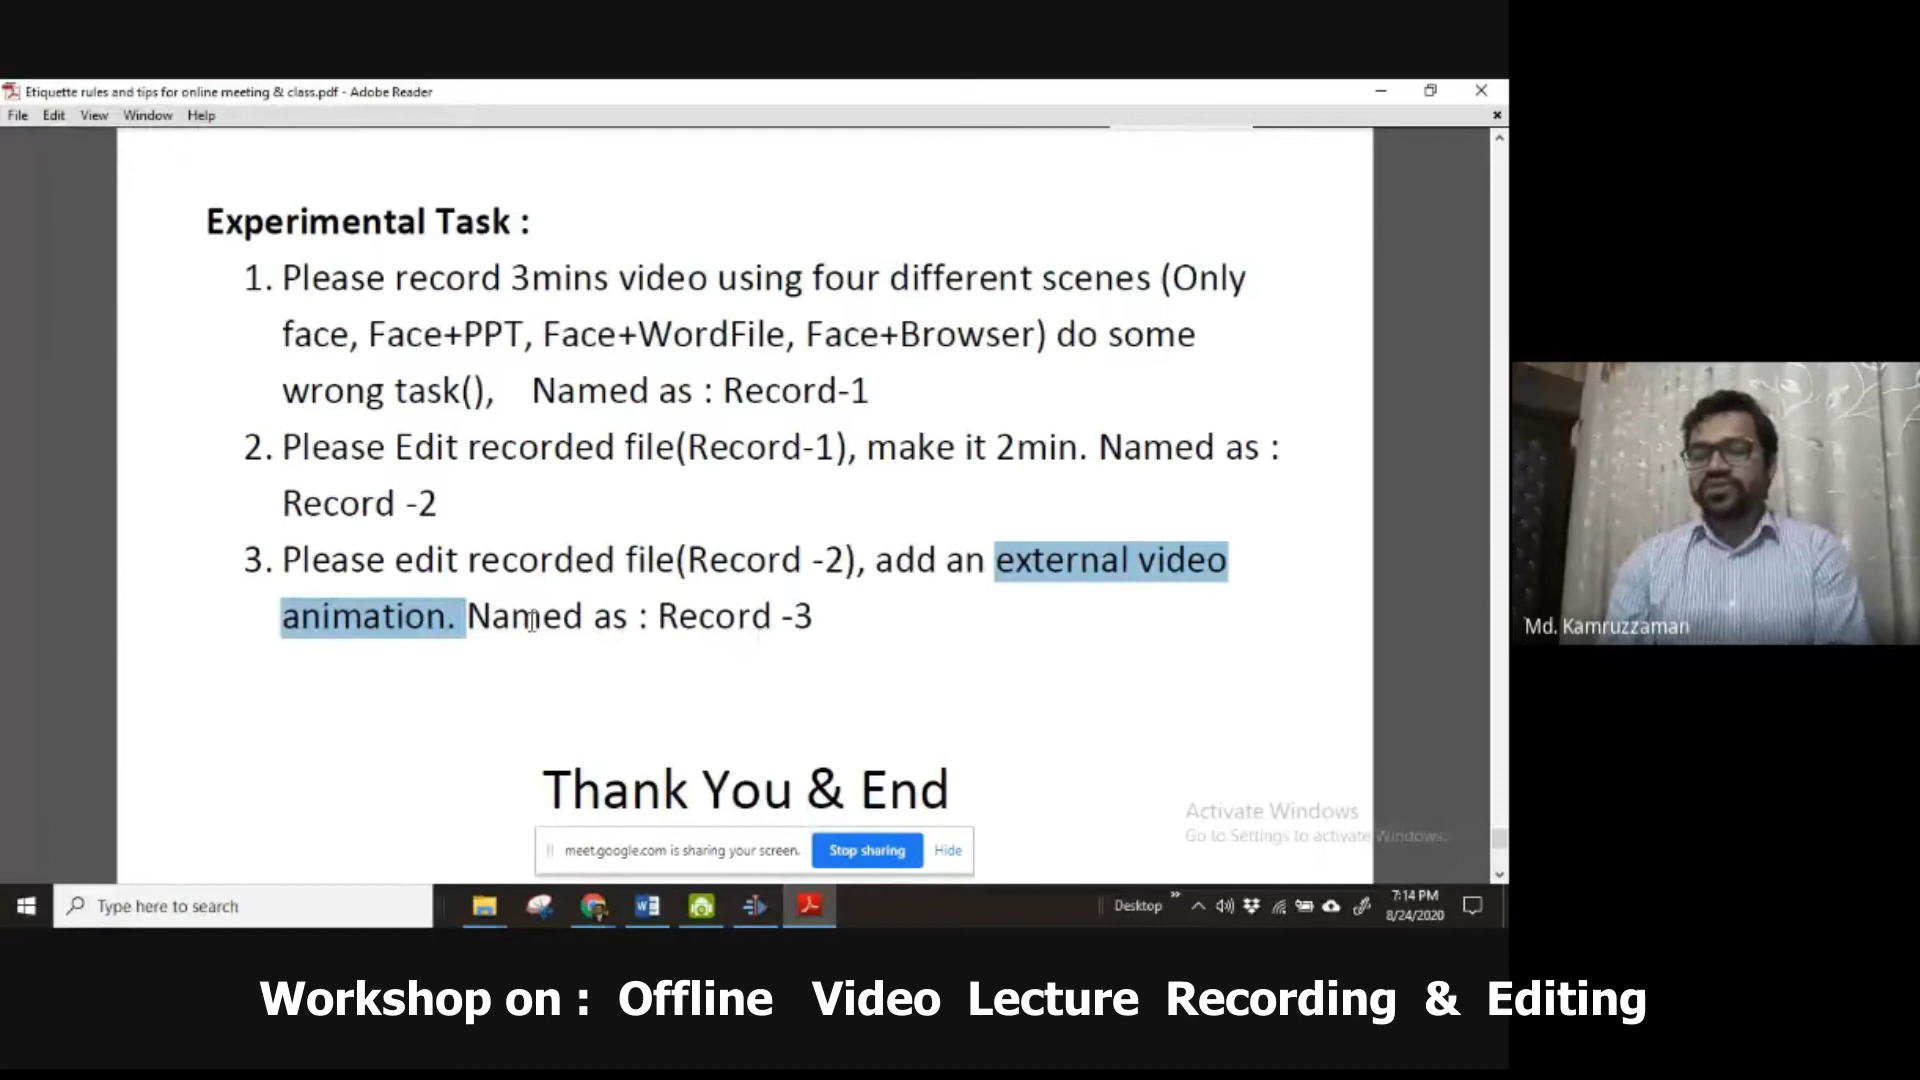 Etiquette rules and tips for online meeting & class.pdf - Adobe Reader
File Edit View Window Help
Experimental Task :
1. Please record 3mins video using four different scenes (Only
face, Face+PPT, Face+WordFile, Face+Browser) do some
wrong task(), Named as : Record-1
2. Please Edit recorded file(Record-1), make it 2min. Named as :
Record -2
3. Please edit recorded file(Record -2), add an external video
animation. Named as : Record -3
Md. Kamruzzaman
Thank You & End
Activate Windows
Go to Settings to activate Windows.
meet.google.com is sharing your screen. Stop sharing Hide
Type here to search
Desktop
7:14 PM
8/24/2020
Workshop on : Offline Video Lecture Recording & Editing